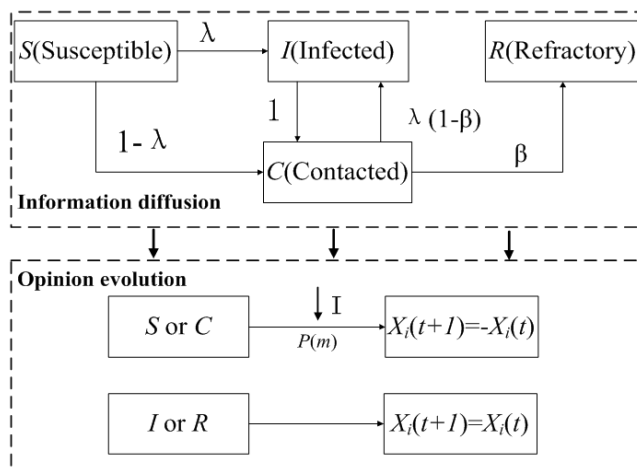 λ
S(Susceptible)
I(Infected)
R(Refractory)
1
λ (1-β)
1- λ
C(Contacted)
β
Information diffusion
Opinion evolution
I
S or C
P(m)
Xi(t+1)=-Xi(t)
I or R
Xi(t+1)=Xi(t)